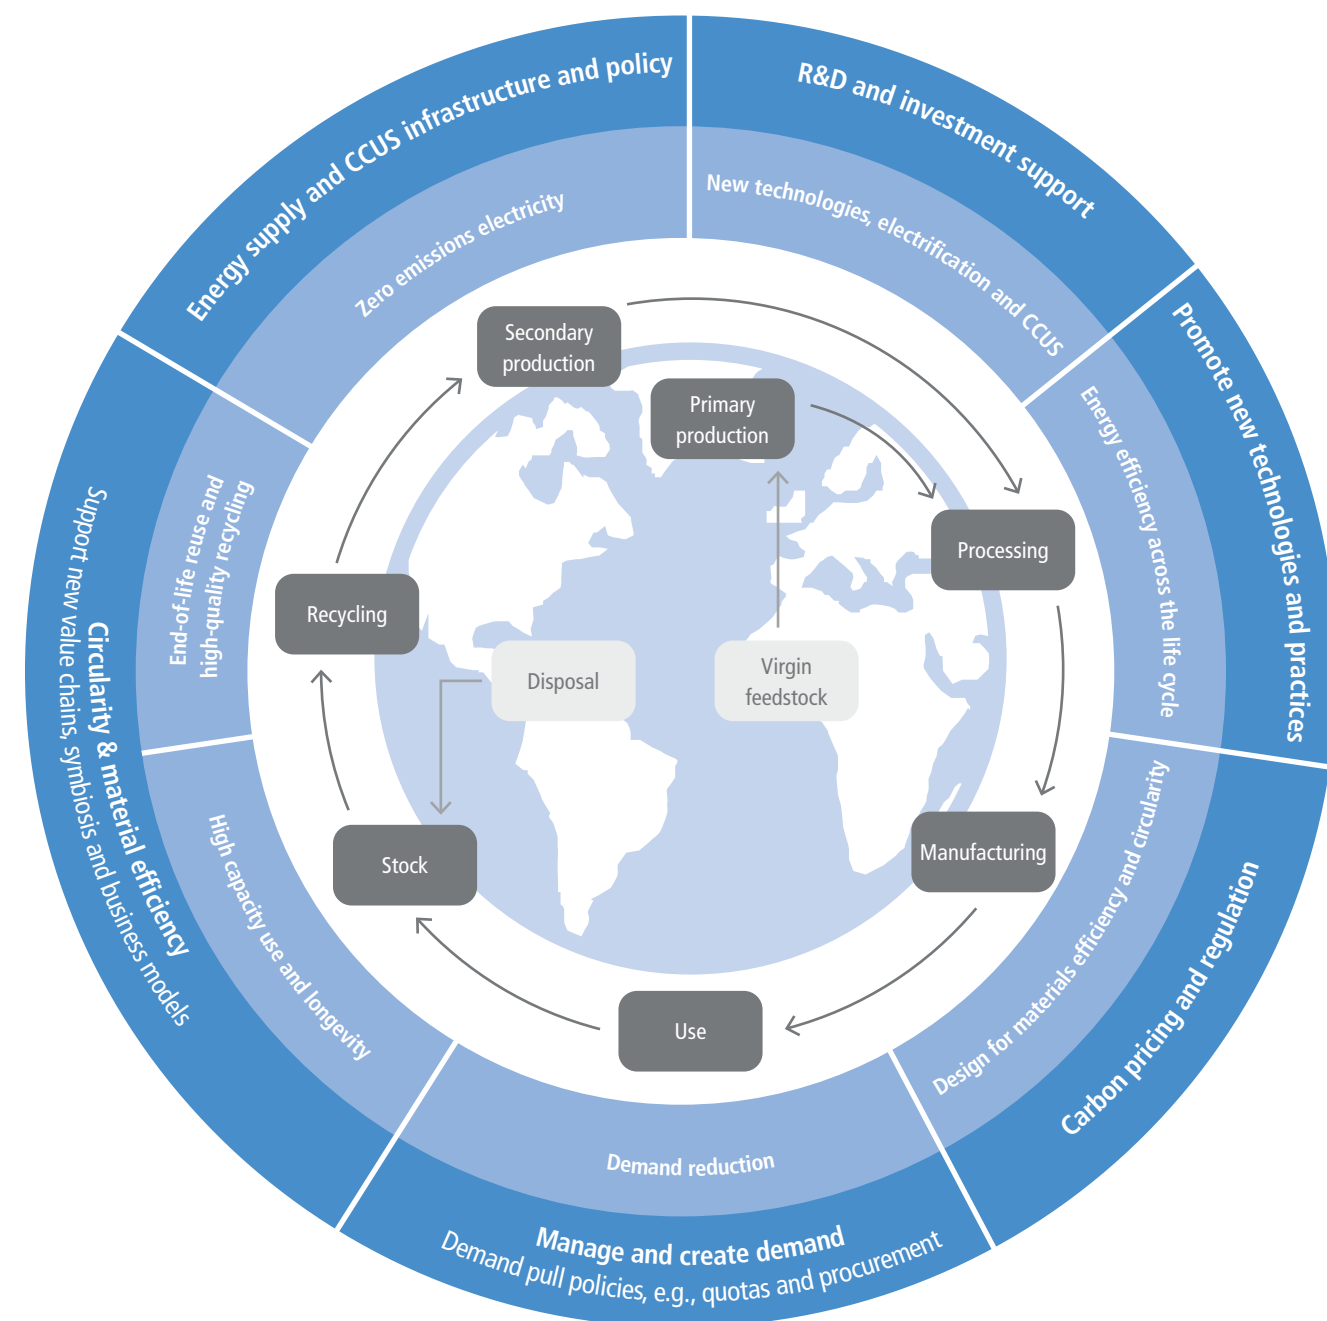 Energy supply and CCUS infrastructure and policy
R&D and investment support
Promote new technologies and practices
Carbon pricing and regulation
Manage and create demand
Demand pull policies, e.g., quotas and procurement
Circularity & material efficiency
Support new value chains, symbiosis and business models
Zero emissions electricity
New technologies, electrification and CCUS
Energy efficiency across the life cycle
Design for materials efficiency and circularity
Demand reduction
High capacity use and longevity
End-of-life reuse and
high-quality recycling
Secondary
production
Primary
production
Processing
Recycling
Disposal
Virgin
feedstock
Stock
Manufacturing
Use